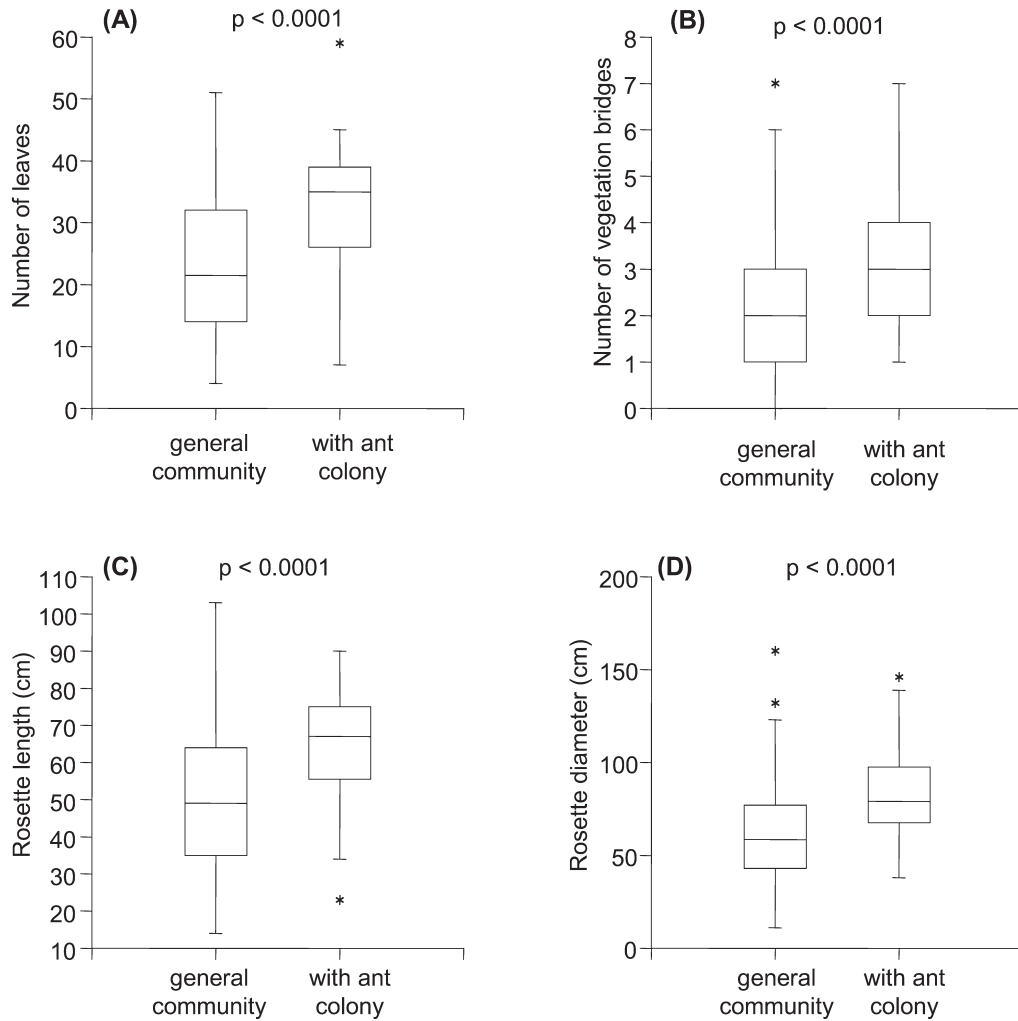 (A)
p < 0.0001
Number of leaves
60
50
40
30
20
10
0
general
community
with ant
colony
(B)
p < 0.0001
Number of vegetation bridges
8
7
6
5
4
3
2
1
0
general
community
with ant
colony
(C)
p < 0.0001
Rosette length (cm)
110
100
90
80
70
60
50
40
30
20
10
general
community
with ant
colony
(D)
p < 0.0001
Rosette diameter (cm)
200
150
100
50
0
general
community
with ant
colony